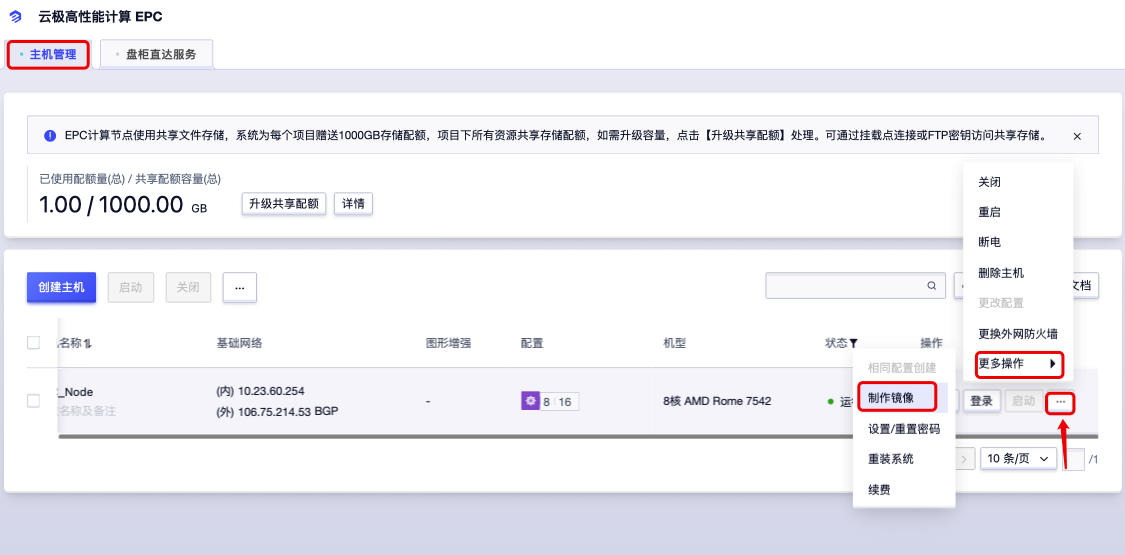 云极高性能计算 EPC
主机管理
盘柜直达服务
EPC计算节点使用共享文件存储，系统为每个项目赠送1000GB存储配额，项目下所有资源共享存储配额，如需升级容量，点击【升级共享配额】处理。可通过挂载点连接或FTP密钥访问共享存储。
已使用配额量(总) / 共享配额容量(总)
1.00 / 1000.00 GB
升级共享配额
详情
关闭
重启
断电
删除主机
更改配置
更换外网防火墙
更多操作
创建主机
启动
关闭
...
文档
名称
基础网络
图形增强
配置
机型
状态
操作
_Node
名称及备注
(内) 10.23.60.254
(外) 106.75.214.53 BGP
-
8 16
8核 AMD Rome 7542
运
登录
启动
...
相同配置创建
制作镜像
设置/重置密码
重装系统
续费
10 条/页
/1